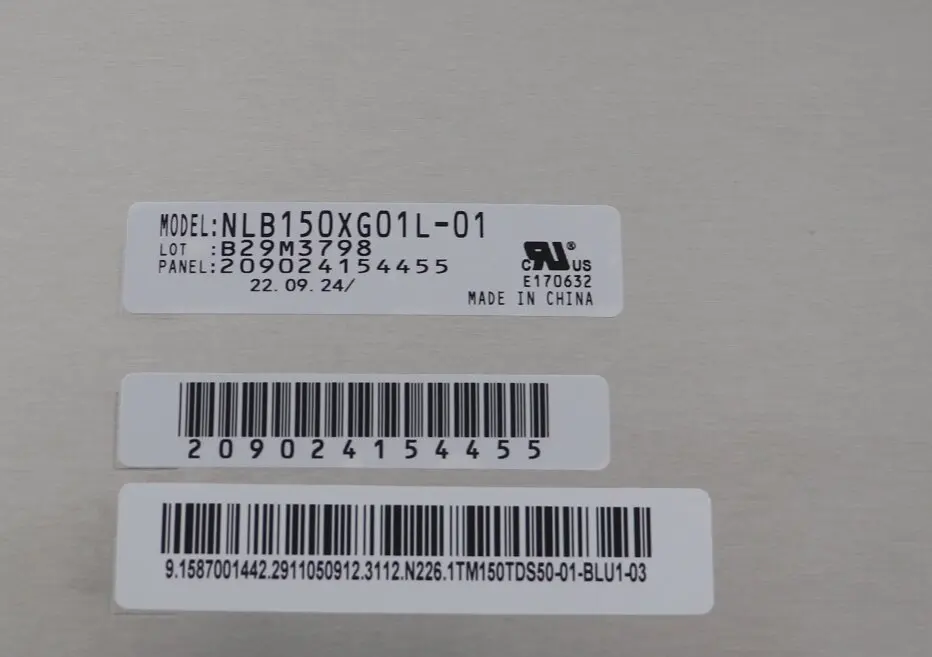 MODEL:NLB150XG01L-01
LOT :B29M3798
PANEL:209024154455
22.09.24/
c RU ® US
E170632
MADE IN CHINA
209024154455
9.1587001442.2911050912.3112.N226.1TM150TDS50-01-BLU1-03